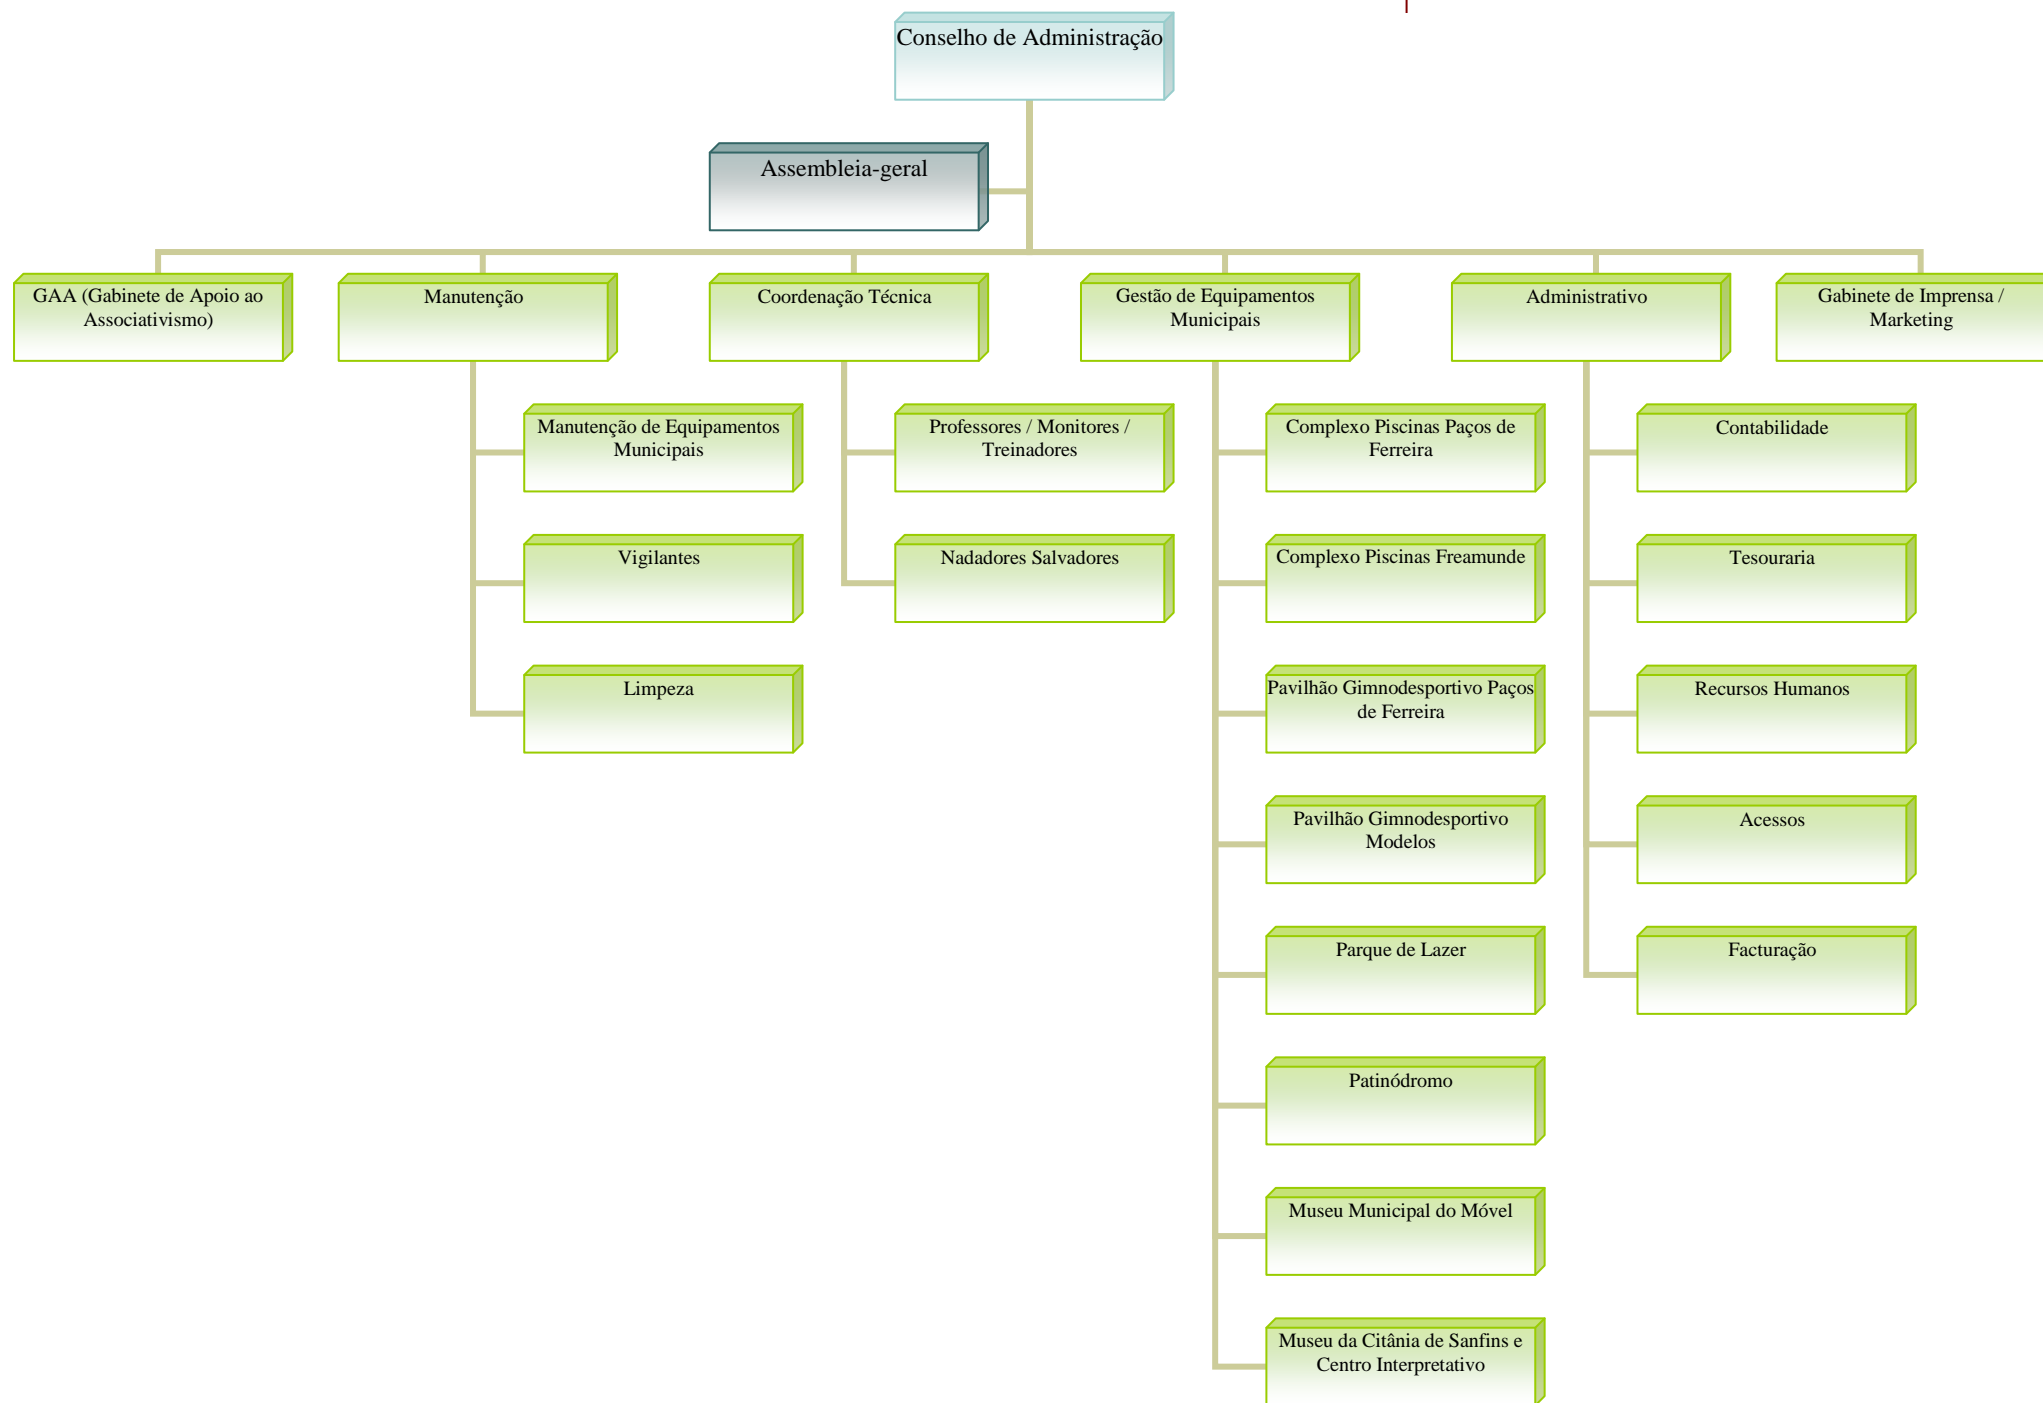 Conselho de Administração
Assembleia-geral
GAA (Gabinete de Apoio ao
Associativismo)
Manutenção
Coordenação Técnica
Gestão de Equipamentos
Municipais
Administrativo
Gabinete de Imprensa /
Marketing
Manutenção de Equipamentos
Municipais
Vigilantes
Limpeza
Professores / Monitores /
Treinadores
Nadadores Salvadores
Complexo Piscinas Paços de
Ferreira
Complexo Piscinas Freamunde
Pavilhão Gimnodesportivo Paços
de Ferreira
Pavilhão Gimnodesportivo
Modelos
Parque de Lazer
Patinódromo
Museu Municipal do Móvel
Museu da Citânia de Sanfins e
Centro Interpretativo
Contabilidade
Tesouraria
Recursos Humanos
Acessos
Facturação